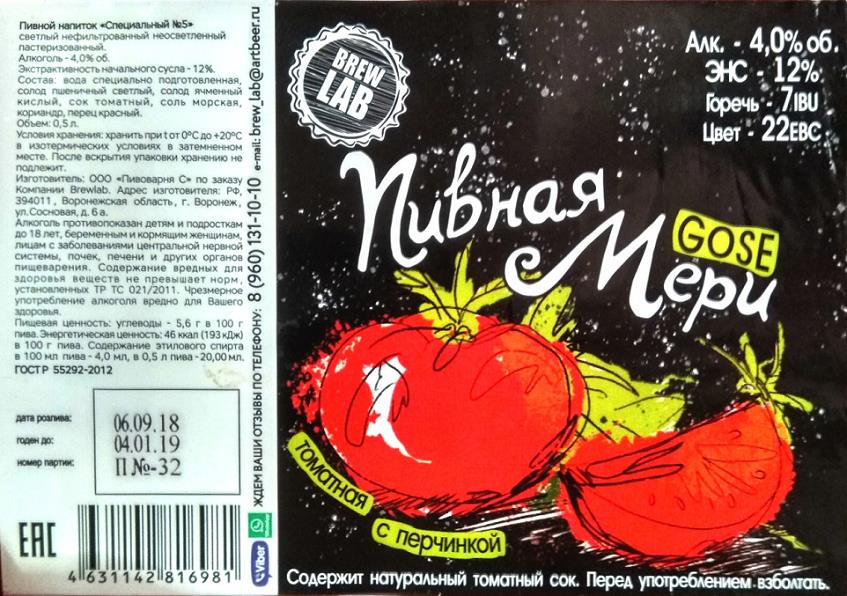 Пивной напиток «Специальный №5»
светлый нефильтрованный неосветленный
пастеризованный.
Алкоголь - 4,0% об.
Экстрактивность начального сусла - 12%.
Состав: вода специально подготовленная,
солод пшеничный светлый, солод ячменный
кислый, сок томатный, соль морская,
кориандр, перец красный.
Объем: 0,5 л.
Условия хранения: хранить при t от 0°С до +20°С
в изотермических условиях в затемненном
месте. После вскрытия упаковки хранению не
подлежит.
Изготовитель: ООО «Пивоварня С» по заказу
Компании Brewlab. Адрес изготовителя: РФ,
394011, Воронежская область, г. Воронеж,
ул.Сосновая, д. 6 а.
Алкоголь противопоказан детям и подросткам
до 18 лет, беременным и кормящим женщинам,
лицам с заболеваниями центральной нервной
системы, почек, печени и других органов
пищеварения. Содержание вредных для
здоровья веществ не превышает норм,
установленных ТР ТС 021/2011. Чрезмерное
употребление алкоголя вредно для Вашего
здоровья.
Пищевая ценность: углеводы - 5,6 г в 100 г
пива. Энергетическая ценность: 46 ккал (193 кДж)
в 100 г пива. Содержание этилового спирта
в 100 мл пива - 4,0 мл, в 0,5 л пива - 20,00 мл.
ГОСТ Р 55292-2012
дата розлива:
06.09.18
годен до:
04.01.19
номер партии:
П №-32
ЕАС
4 631142 816981
ЖДЕМ ВАШИ ОТЗЫВЫ ПО ТЕЛЕФОНУ: 8 (960) 131-10-10 e-mail: brew_lab@artbeer.ru
Viber
BREW
LAB
Алк. - 4,0% об.
ЭНС - 12%
Горечь - 7 IBU
Цвет - 22 EBC
Пивная
Мери
GOSE
томатная
с перчинкой
Содержит натуральный томатный сок. Перед употреблением взболтать.